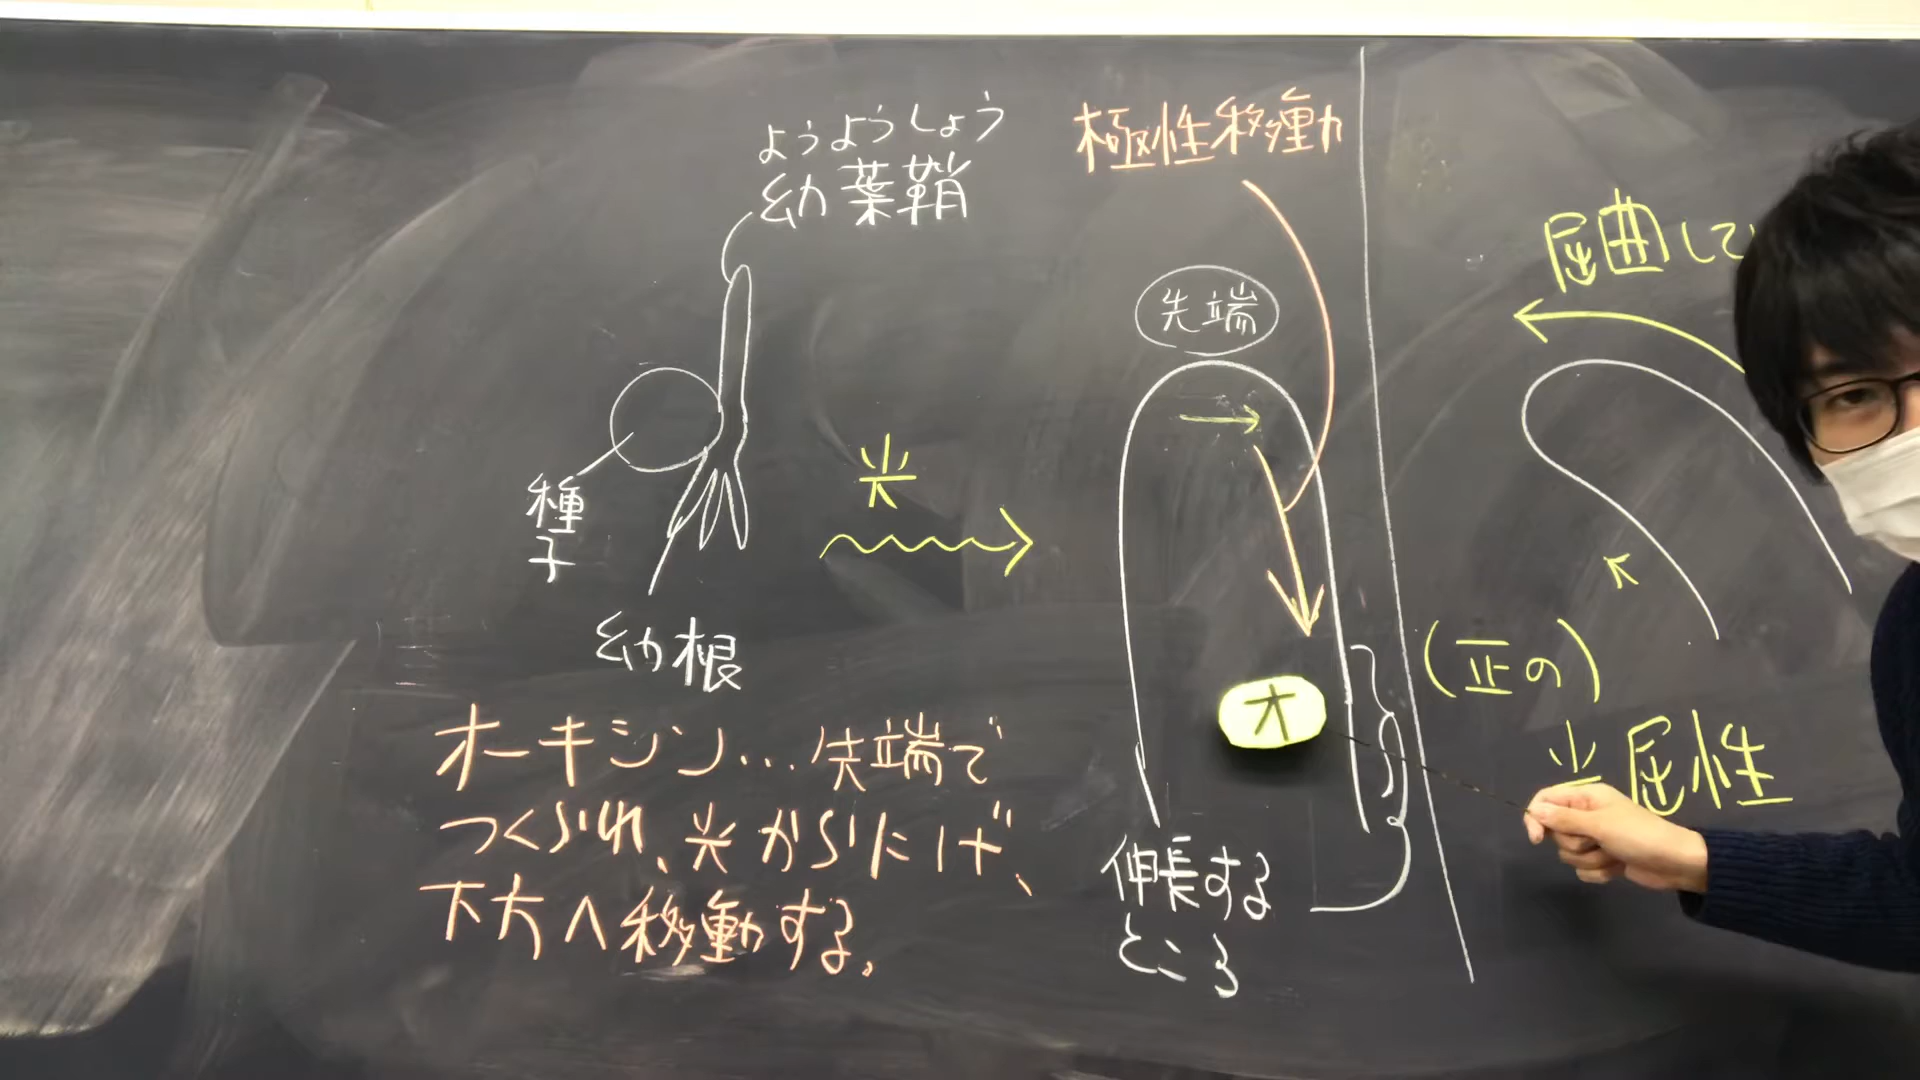 ようようしょう
幼葉鞘
種
子
幼根
オーキシン…先端で
つくられ、光からにげ、
下方へ移動する。
光
極性移動
先端
オ
伸長する
ところ
屈曲して
(正の)
光屈性